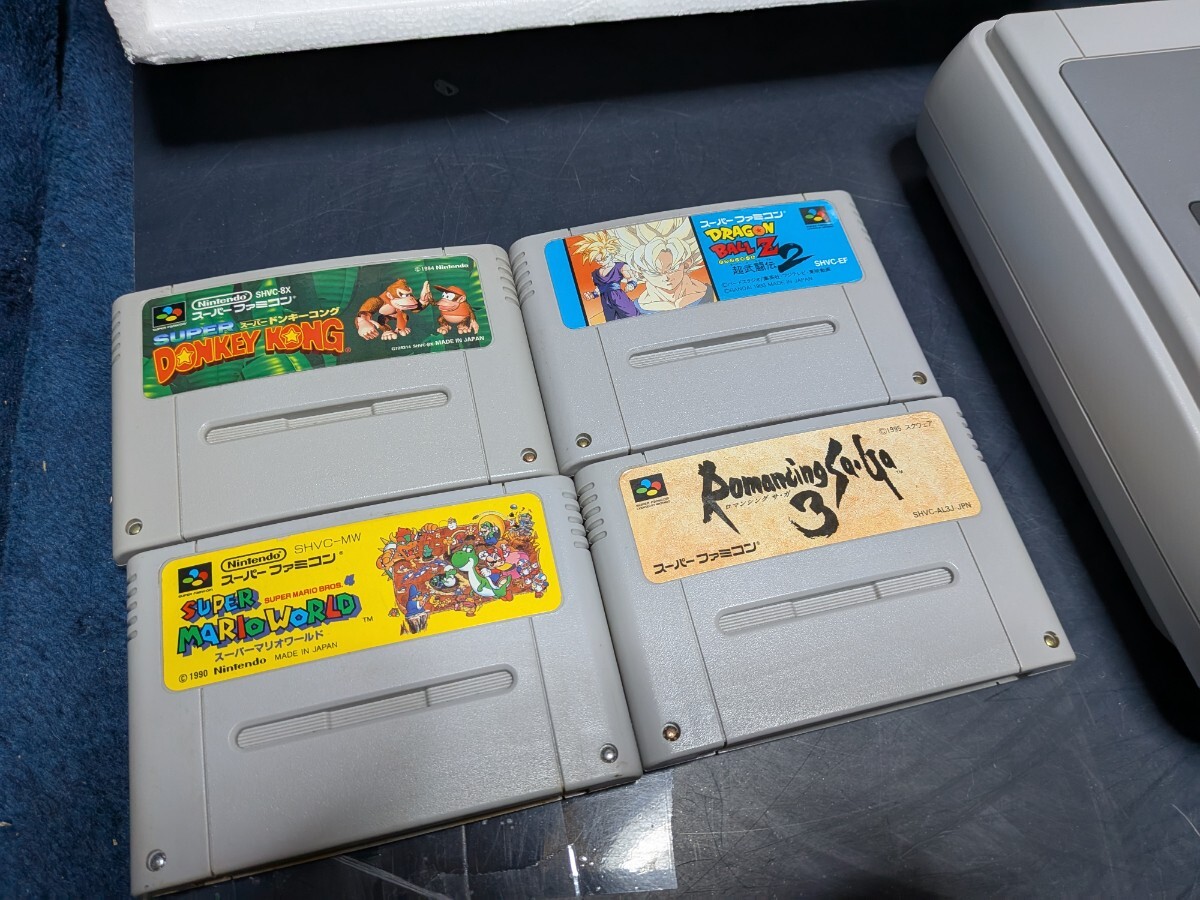 ©1994 Nintendo
Nintendo SHVC-8X
スーパーファミコン
スーパードンキーコング
SUPER
DONKEY KONG
MADE IN JAPAN
スーパーファミコン
DRAGON
BALL Z
超武闘伝 2
SHVC-EF
MADE IN JAPAN
Nintendo SHVC-MW
スーパーファミコン
SUPER MARIO BROS. 4
SUPER
MARIO WORLD™
スーパーマリオワールド
©1990 Nintendo MADE IN JAPAN
©1995 スクウェア
Romancing Sa・Ga™
ロマンシング サ・ガ
3
SHVC-AL3J-JPN
スーパーファミコン